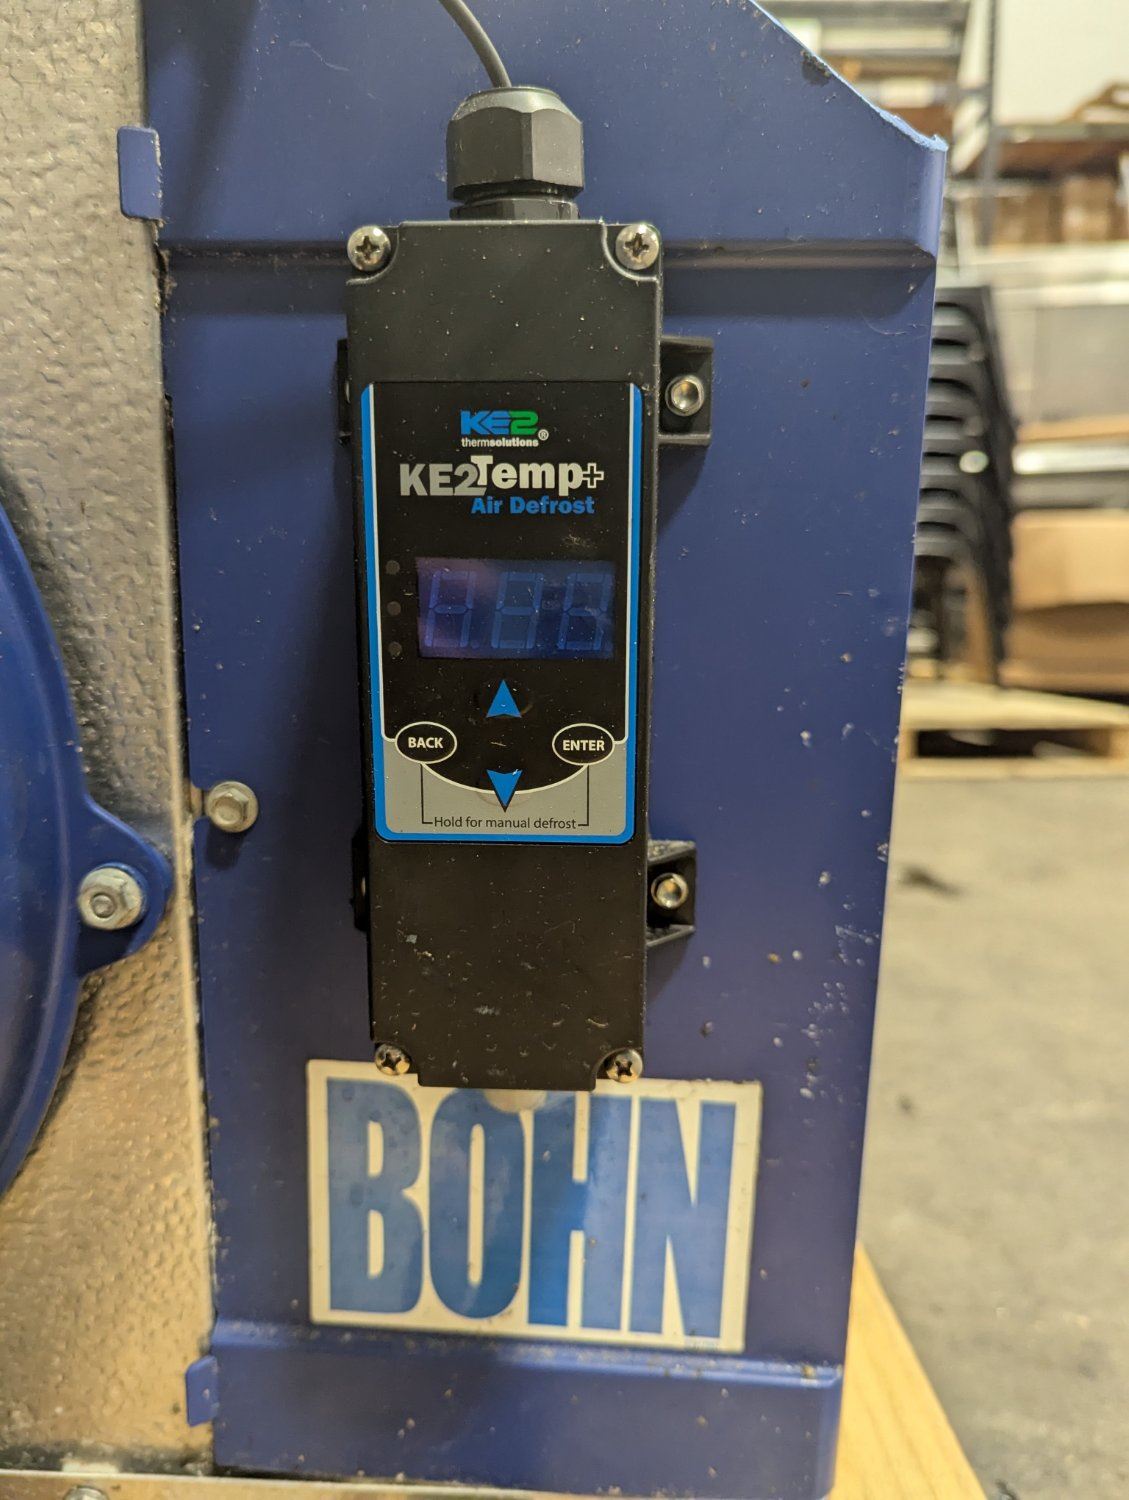 KE2
thermsolutions®
KE2Temp+
Air Defrost
BACK
ENTER
Hold for manual defrost
BOHN